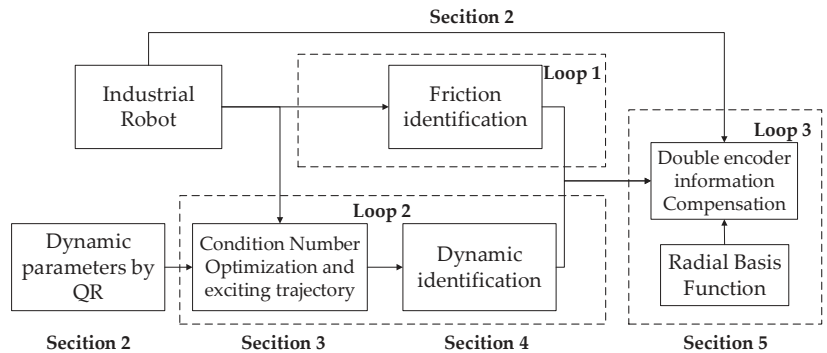 Secition 2
Loop 1
Industrial
Robot
Friction
identification
Loop 3
Double encoder
information
Compensation
Loop 2
Dynamic
parameters by
QR
Condition Number
Optimization and
exciting trajectory
Dynamic
identification
Radial Basis
Function
Secition 2
Secition 3
Secition 4
Secition 5